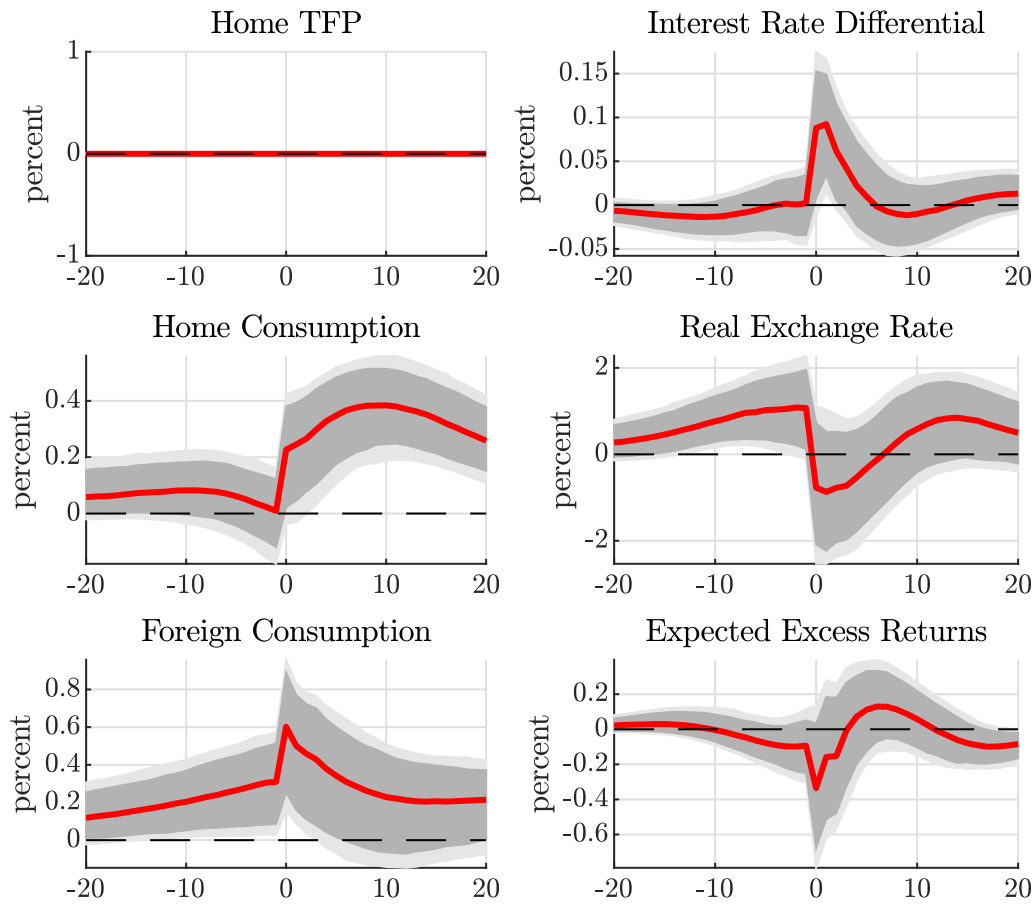 Home TFP
percent
1
0
-1
-20 -10 0 10 20
Interest Rate Differential
percent
0.15
0.1
0.05
0
-0.05
-20 -10 0 10 20
Home Consumption
percent
0.4
0.2
0
-20 -10 0 10 20
Real Exchange Rate
percent
2
0
-2
-20 -10 0 10 20
Foreign Consumption
percent
0.8
0.6
0.4
0.2
0
-20 -10 0 10 20
Expected Excess Returns
percent
0.2
0
-0.2
-0.4
-0.6
-20 -10 0 10 20